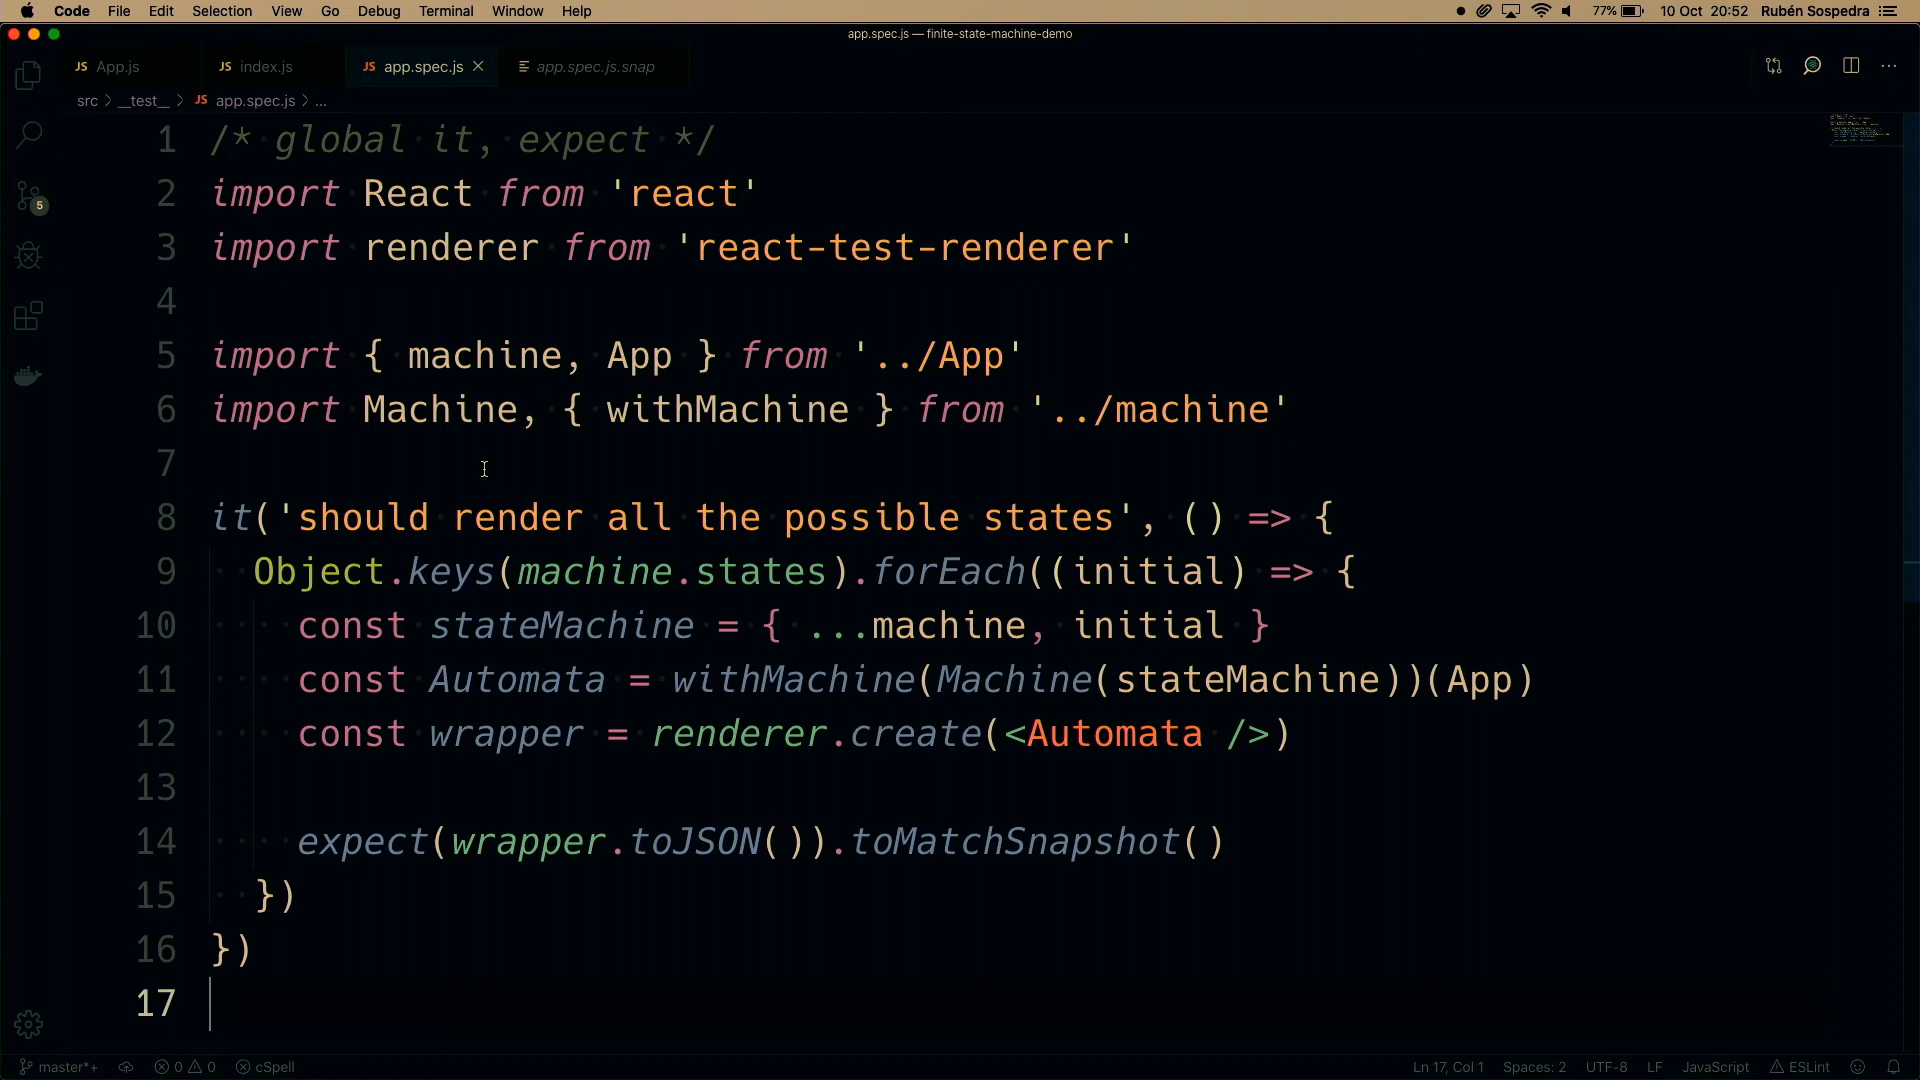 Code File Edit Selection View Go Debug Terminal Window Help 77% 10 Oct 20:52 Rubén Sospedra
app.spec.js — finite-state-machine-demo
JS App.js JS index.js JS app.spec.js app.spec.js.snap
src > __test__ > JS app.spec.js > ...
1 /* global it, expect */
2 import React from 'react'
3 import renderer from 'react-test-renderer'
4
5 import { machine, App } from '../App'
6 import Machine, { withMachine } from '../machine'
7
8 it('should render all the possible states', () => {
9 Object.keys(machine.states).forEach((initial) => {
10 const stateMachine = { ...machine, initial }
11 const Automata = withMachine(Machine(stateMachine))(App)
12 const wrapper = renderer.create(<Automata />)
13
14 expect(wrapper.toJSON()).toMatchSnapshot()
15 })
16 })
17
5
master*+ 0 0 cSpell Ln 17, Col 1 Spaces: 2 UTF-8 LF JavaScript ESLint